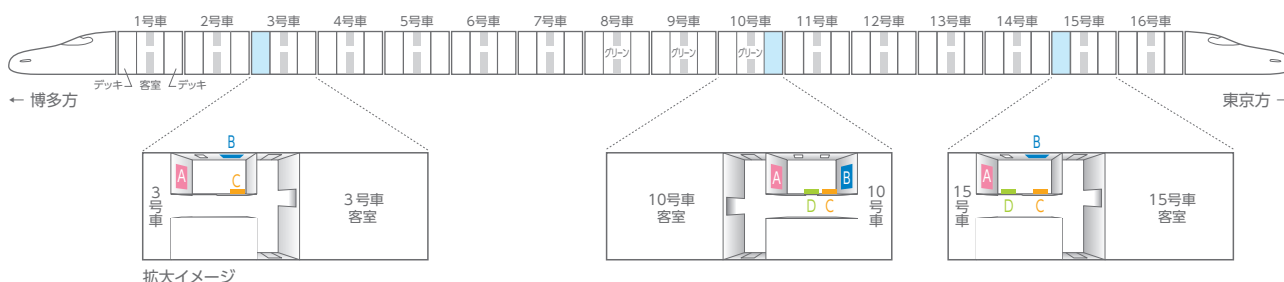 1号車 2号車 3号車 4号車 5号車 6号車 7号車 8号車 9号車 10号車 11号車 12号車 13号車 14号車 15号車 16号車
グリーン グリーン グリーン
デッキ 客室 デッキ
← 博多方
東京方 →
B
A
C
3号車
3号車
客室
10号車
客室
A
B
D
C
10号車
B
A
D
C
15号車
15号車
客室
拡大イメージ